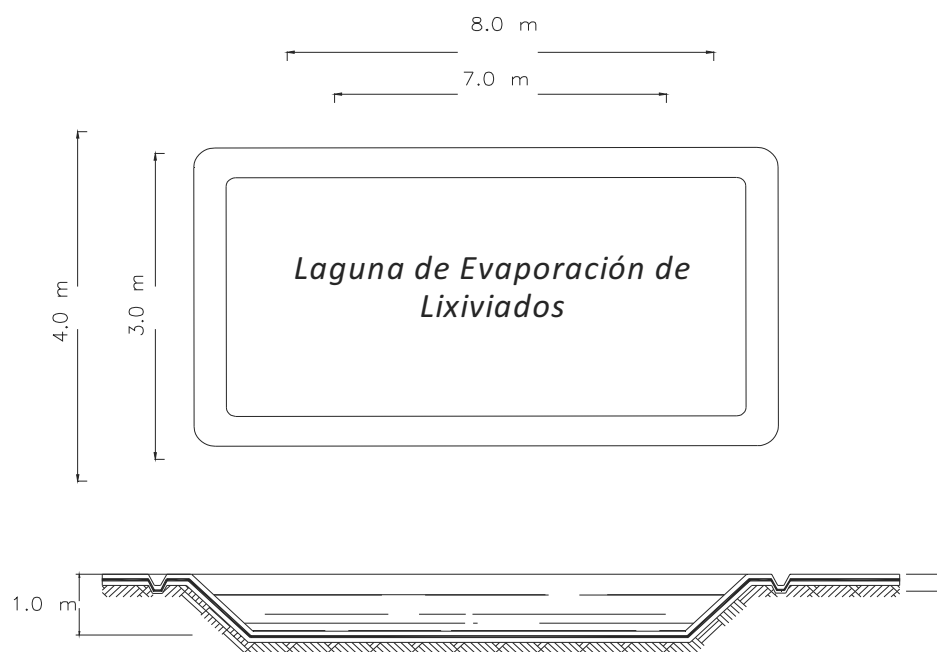 8.0 m
7.0 m
4.0 m
3.0 m
Laguna de Evaporación de
Lixiviados
1.0 m